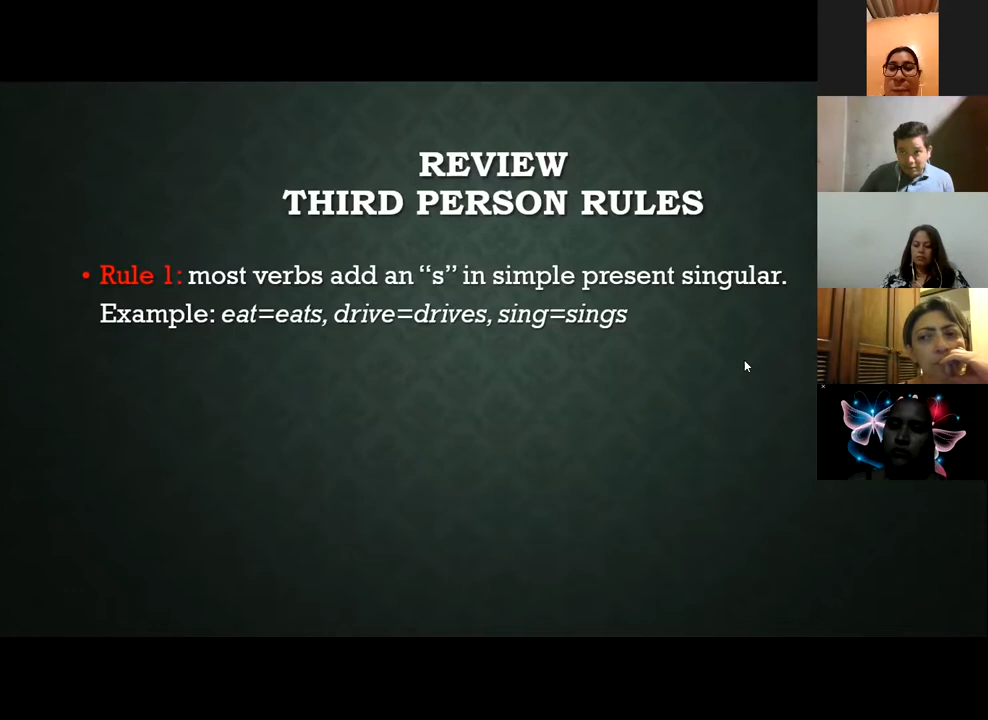 REVIEW
THIRD PERSON RULES
• Rule 1: most verbs add an “s” in simple present singular.
Example: eat=eats, drive=drives, sing=sings